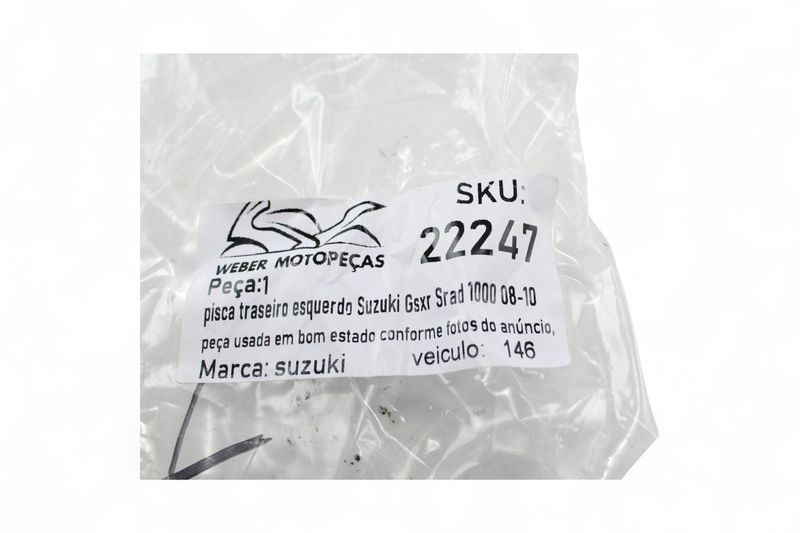 SKU:
22247
WEBER MOTOPEÇAS
Peça:1
pisca traseiro esquerdo Suzuki Gsxr Srad 1000 08-10
peça usada em bom estado conforme fotos do anúncio,
Marca: suzuki veiculo: 146